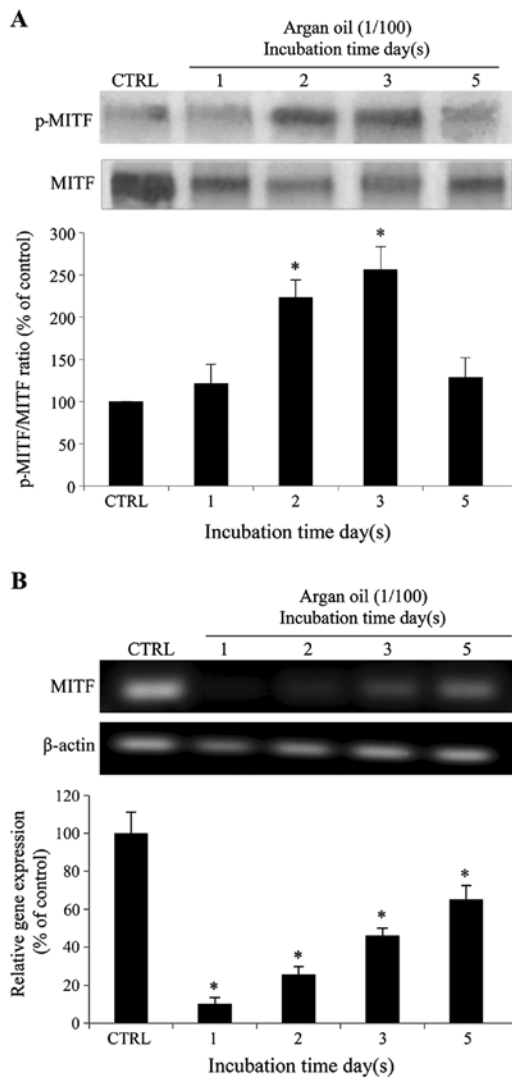 A
Argan oil (1/100)
Incubation time day(s)
CTRL 1 2 3 5
p-MITF
MITF
p-MITF/MITF ratio (% of control)
300
250
200
150
100
50
0
* *
CTRL 1 2 3 5
Incubation time day(s)
B
Argan oil (1/100)
Incubation time day(s)
CTRL 1 2 3 5
MITF
β-actin
Relative gene expression
(% of control)
120
100
80
60
40
20
0
* * * *
CTRL 1 2 3 5
Incubation time day(s)